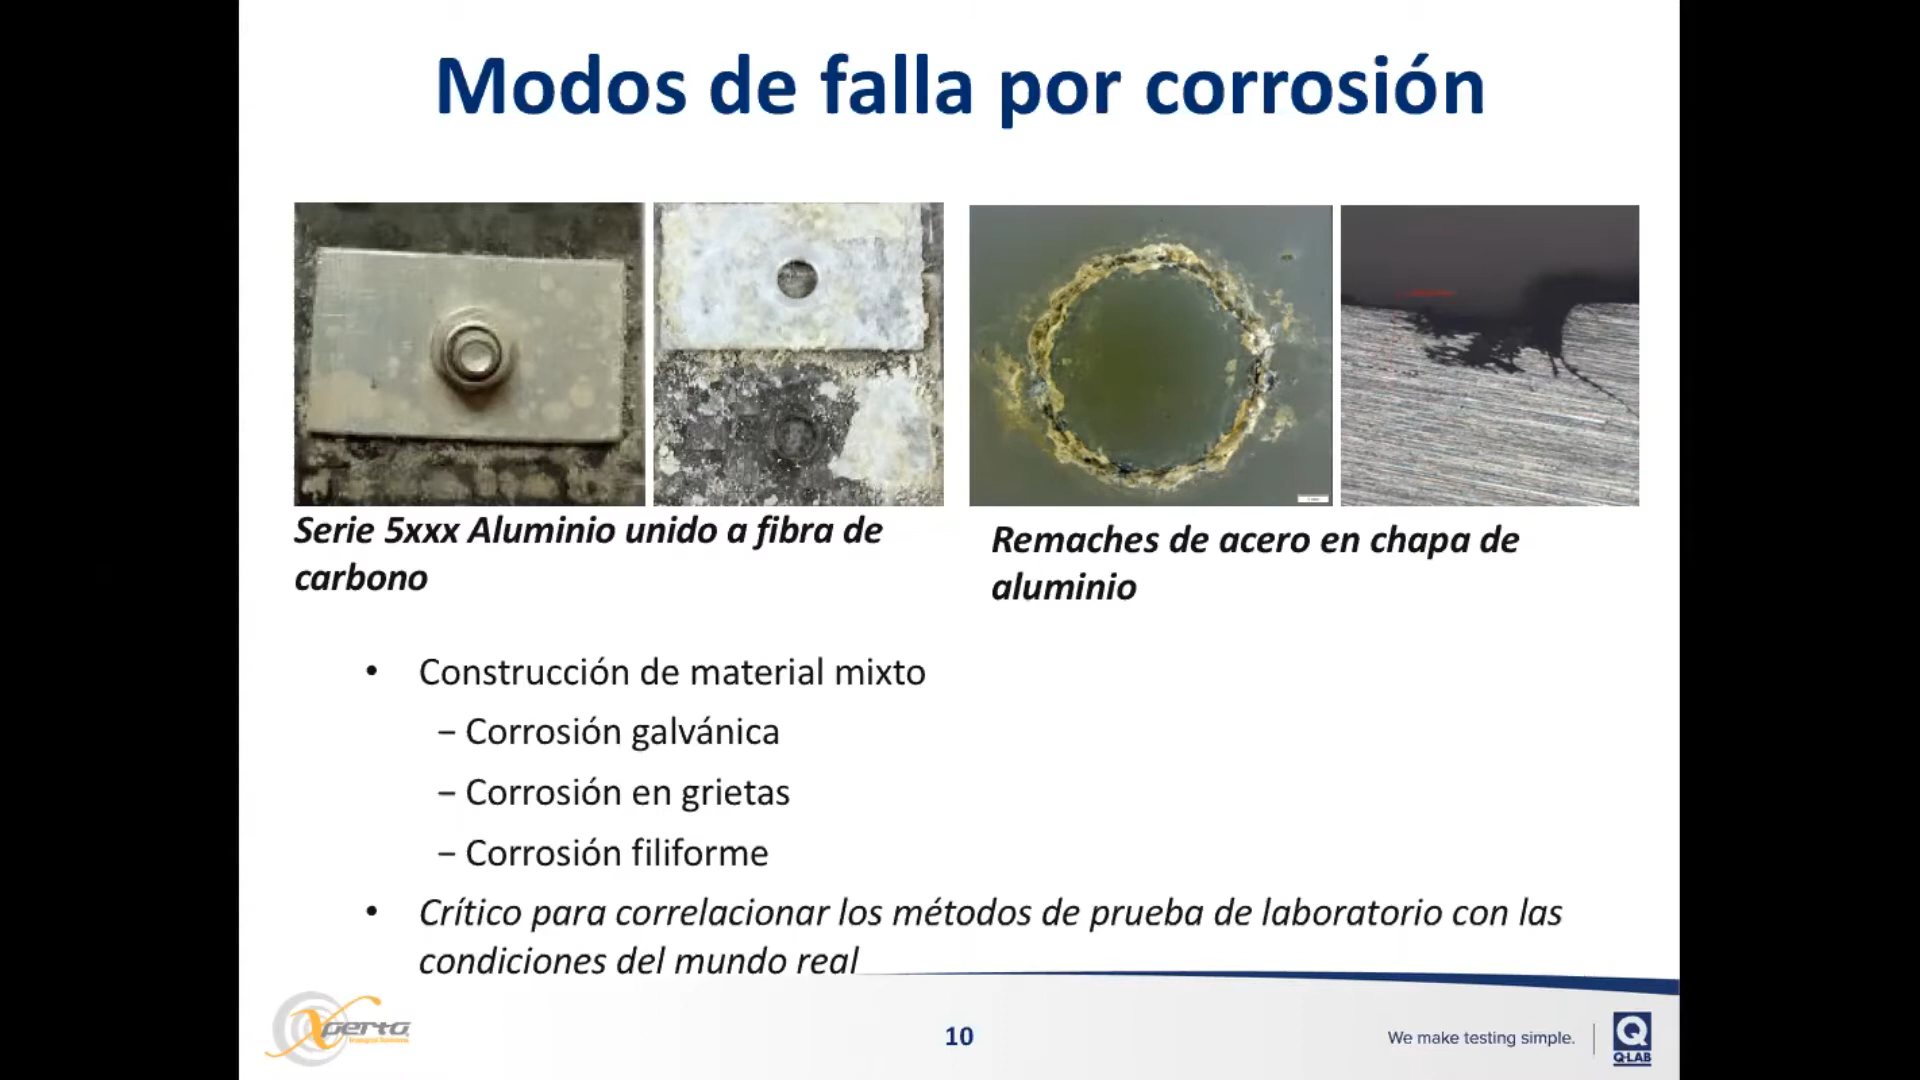 Modos de falla por corrosión
Serie 5xxx Aluminio unido a fibra de
carbono
Remaches de acero en chapa de
aluminio
• Construcción de material mixto
– Corrosión galvánica
– Corrosión en grietas
– Corrosión filiforme
• Crítico para correlacionar los métodos de prueba de laboratorio con las
condiciones del mundo real
Xperta
10
We make testing simple.
Q-LAB